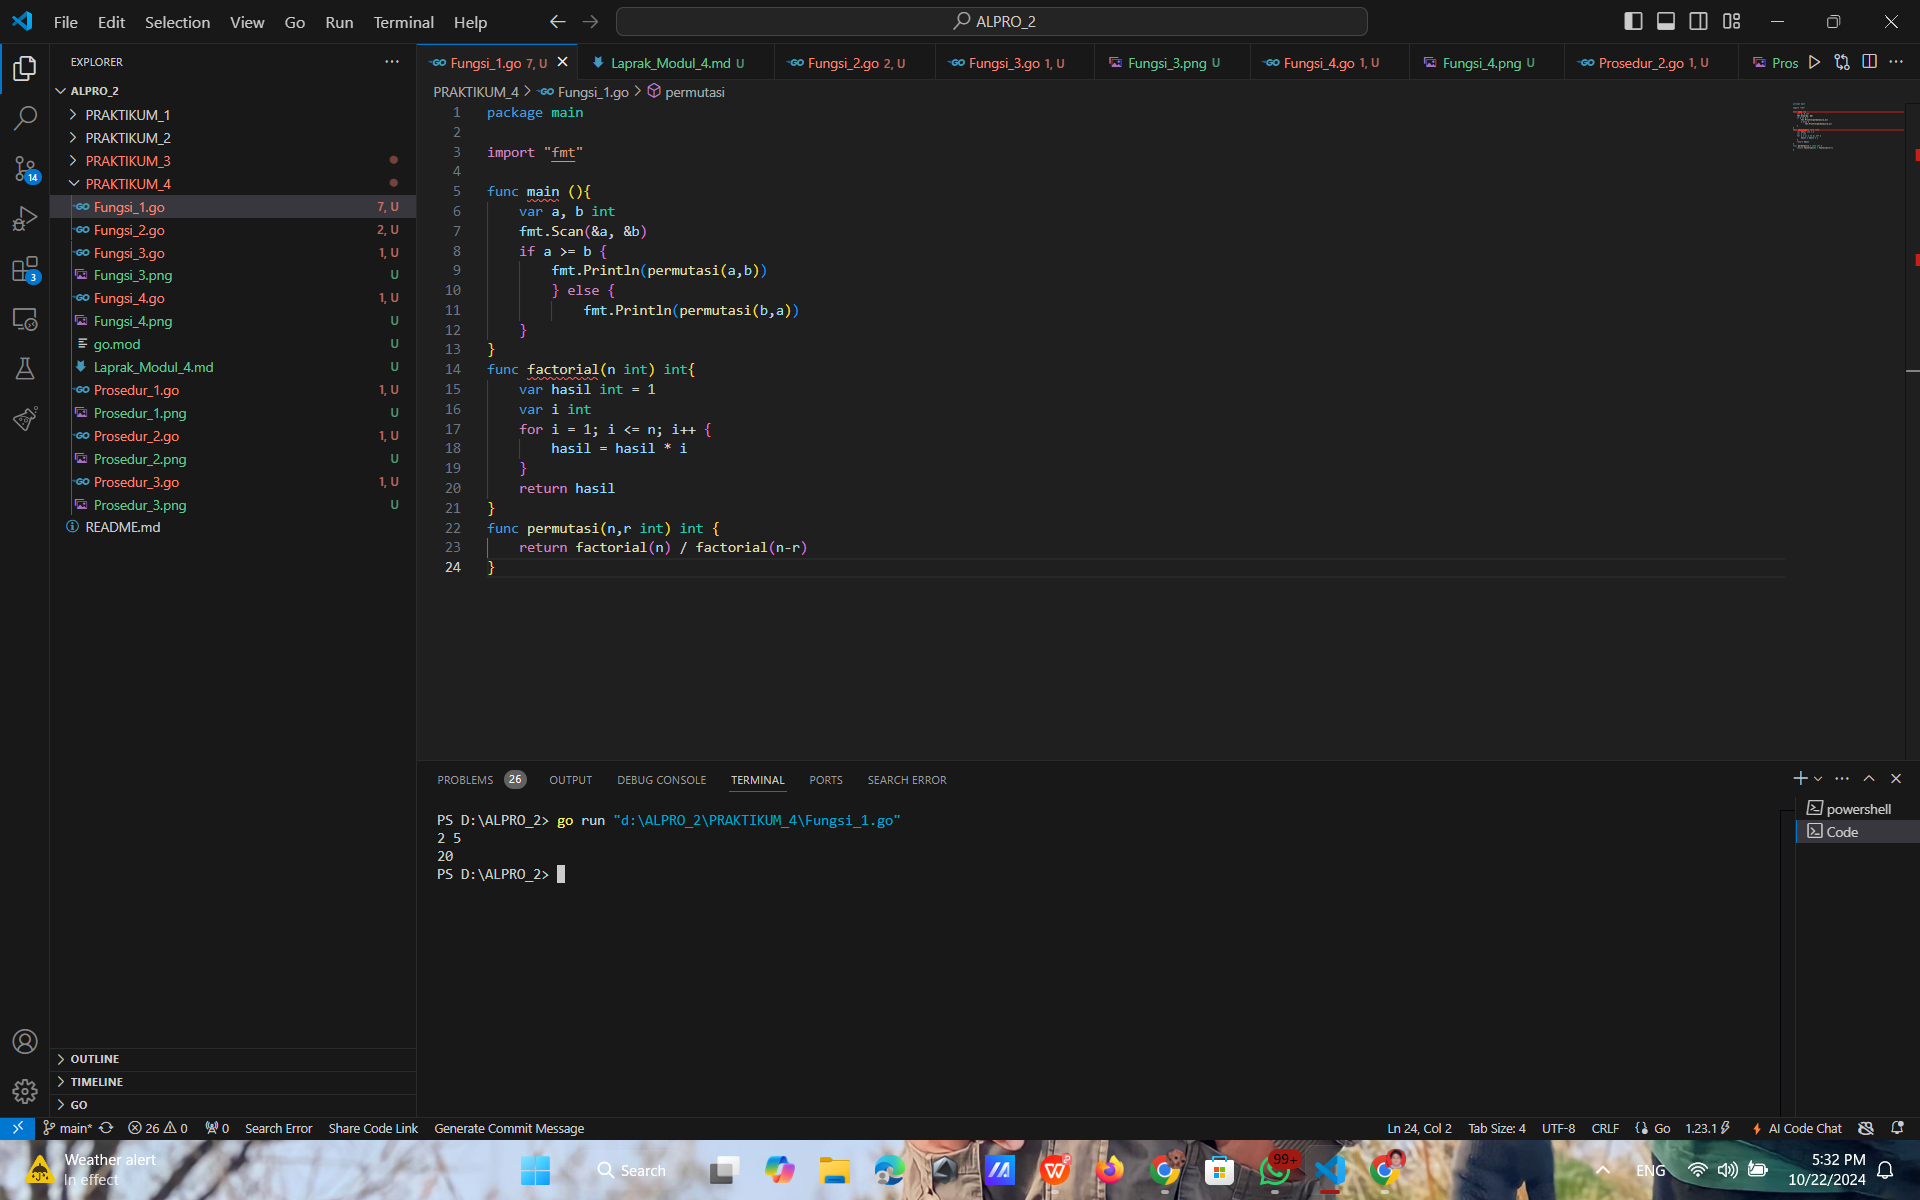 File Edit Selection View Go Run Terminal Help
ALPRO_2
EXPLORER
ALPRO_2
PRAKTIKUM_1
PRAKTIKUM_2
PRAKTIKUM_3
PRAKTIKUM_4
Fungsi_1.go 7, U
Fungsi_2.go 2, U
Fungsi_3.go 1, U
Fungsi_3.png U
Fungsi_4.go 1, U
Fungsi_4.png U
go.mod U
Laprak_Modul_4.md U
Prosedur_1.go 1, U
Prosedur_1.png U
Prosedur_2.go 1, U
Prosedur_2.png U
Prosedur_3.go 1, U
Prosedur_3.png U
README.md
14
3
OUTLINE
TIMELINE
GO
Fungsi_1.go 7, U Laprak_Modul_4.md U Fungsi_2.go 2, U Fungsi_3.go 1, U Fungsi_3.png U Fungsi_4.go 1, U Fungsi_4.png U Prosedur_2.go 1, U Pros
PRAKTIKUM_4 > Fungsi_1.go > permutasi
1 package main
2
3 import "fmt"
4
5 func main (){
6 var a, b int
7 fmt.Scan(&a, &b)
8 if a >= b {
9 fmt.Println(permutasi(a,b))
10 } else {
11 fmt.Println(permutasi(b,a))
12 }
13 }
14 func factorial(n int) int{
15 var hasil int = 1
16 var i int
17 for i = 1; i <= n; i++ {
18 hasil = hasil * i
19 }
20 return hasil
21 }
22 func permutasi(n,r int) int {
23 return factorial(n) / factorial(n-r)
24 }
PROBLEMS 26 OUTPUT DEBUG CONSOLE TERMINAL PORTS SEARCH ERROR
PS D:\ALPRO_2> go run "d:\ALPRO_2\PRAKTIKUM_4\Fungsi_1.go"
2 5
20
PS D:\ALPRO_2>
powershell
Code
main* 26 0 0 Search Error Share Code Link Generate Commit Message Ln 24, Col 2 Tab Size: 4 UTF-8 CRLF Go 1.23.1 AI Code Chat
Weather alert
In effect
Search
99+
ENG
5:32 PM
10/22/2024